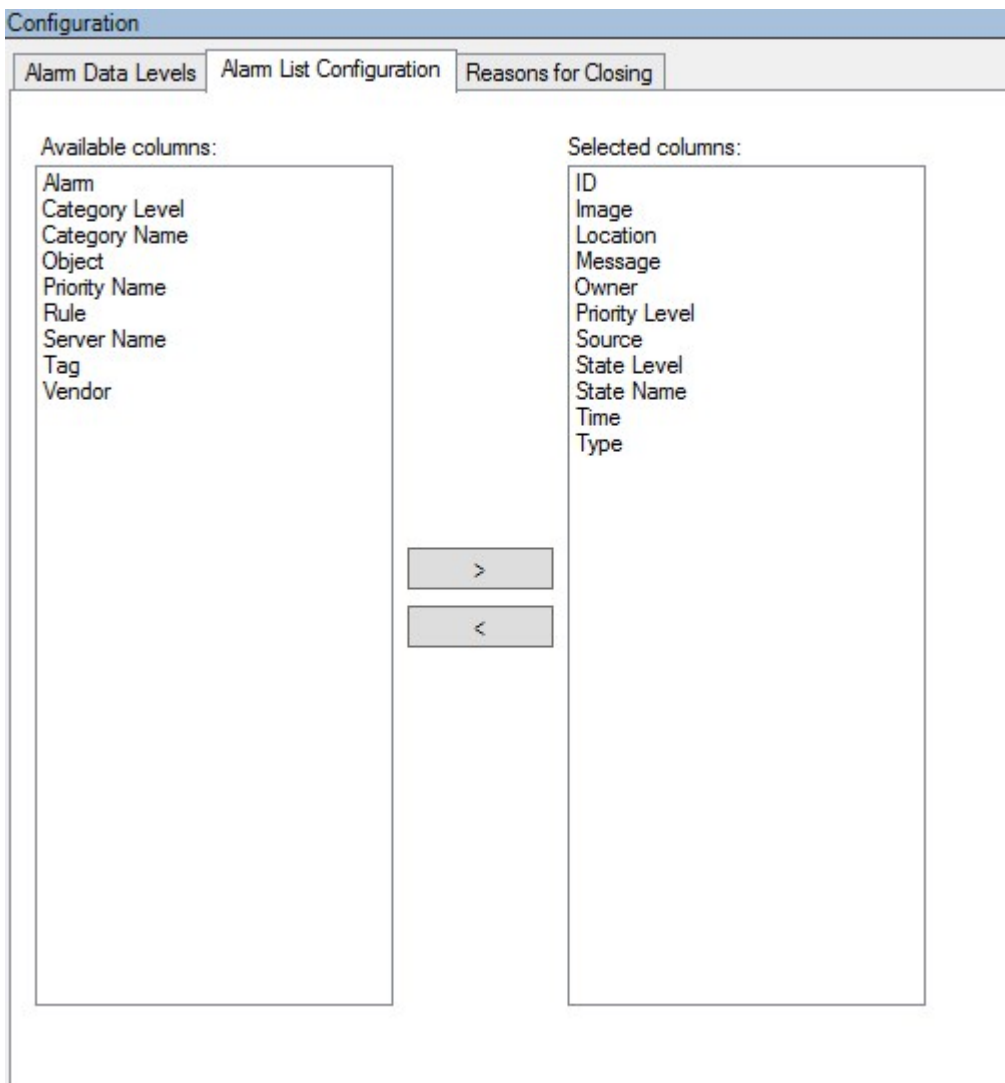 Configuration
Alarm Data Levels
Alarm List Configuration
Reasons for Closing
Available columns:
Alarm
Category Level
Category Name
Object
Priority Name
Rule
Server Name
Tag
Vendor
>
<
Selected columns:
ID
Image
Location
Message
Owner
Priority Level
Source
State Level
State Name
Time
Type